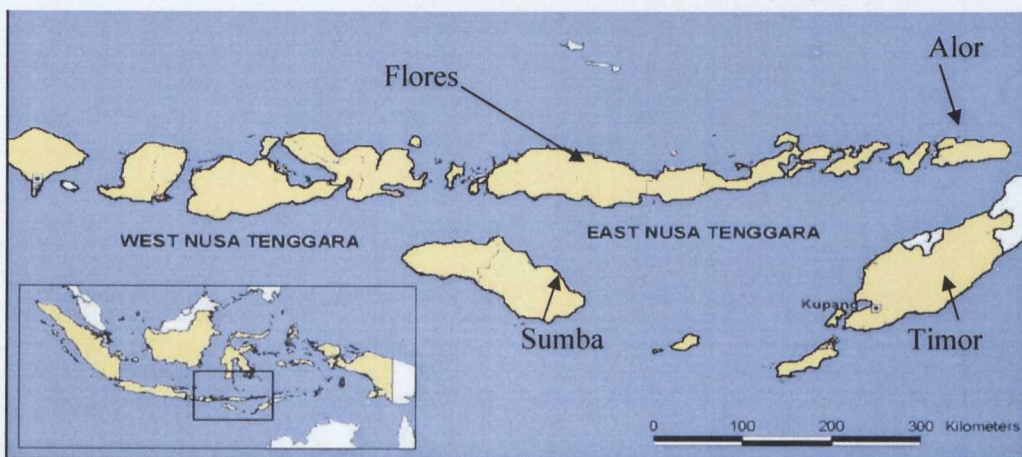 Alor
Flores
WEST NUSA TENGGARA
EAST NUSA TENGGARA
Kupang
Sumba
Timor
0 100 200 300 Kilometers